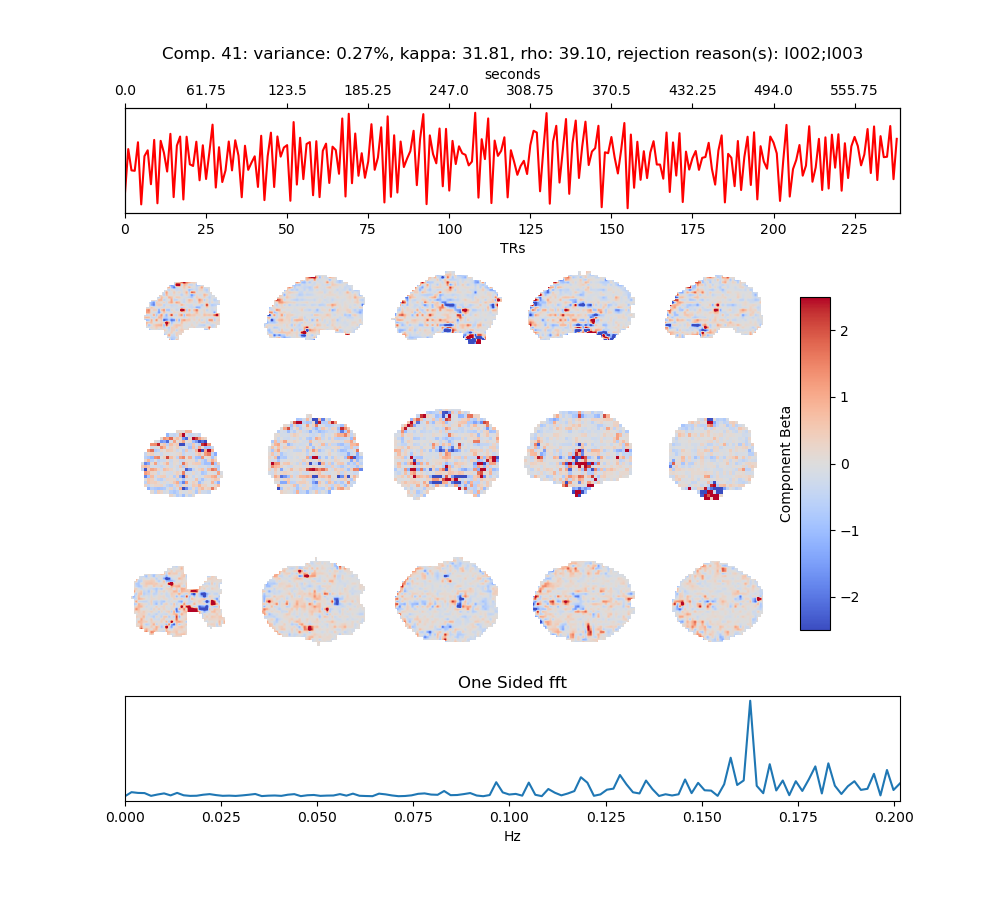 Comp. 41: variance: 0.27%, kappa: 31.81, rho: 39.10, rejection reason(s): I002;I003
seconds
0.0 61.75 123.5 185.25 247.0 308.75 370.5 432.25 494.0 555.75
0 25 50 75 100 125 150 175 200 225
TRs
2
1
0
−1
−2
Component Beta
One Sided fft
0.000 0.025 0.050 0.075 0.100 0.125 0.150 0.175 0.200
Hz